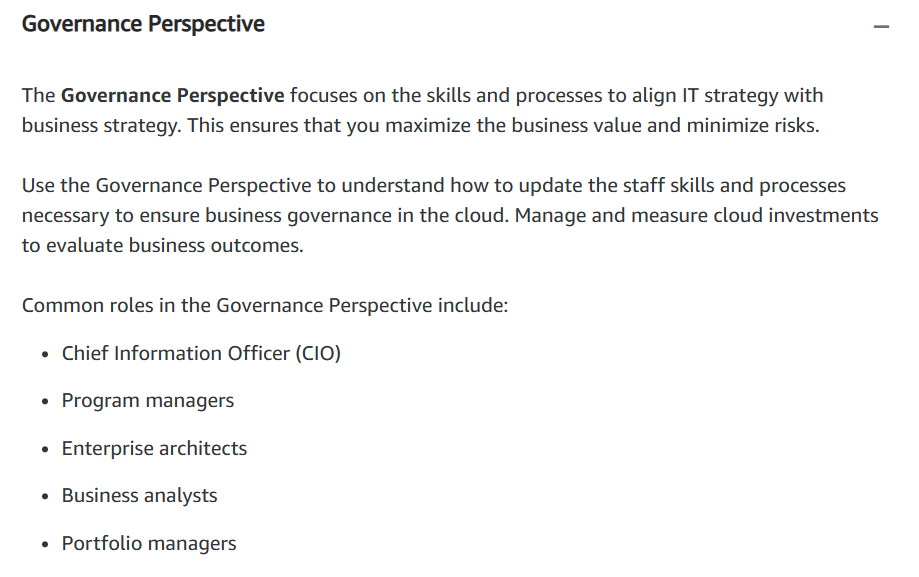 Governance Perspective
The Governance Perspective focuses on the skills and processes to align IT strategy with
business strategy. This ensures that you maximize the business value and minimize risks.
Use the Governance Perspective to understand how to update the staff skills and processes
necessary to ensure business governance in the cloud. Manage and measure cloud investments
to evaluate business outcomes.
Common roles in the Governance Perspective include:
• Chief Information Officer (CIO)
• Program managers
• Enterprise architects
• Business analysts
• Portfolio managers